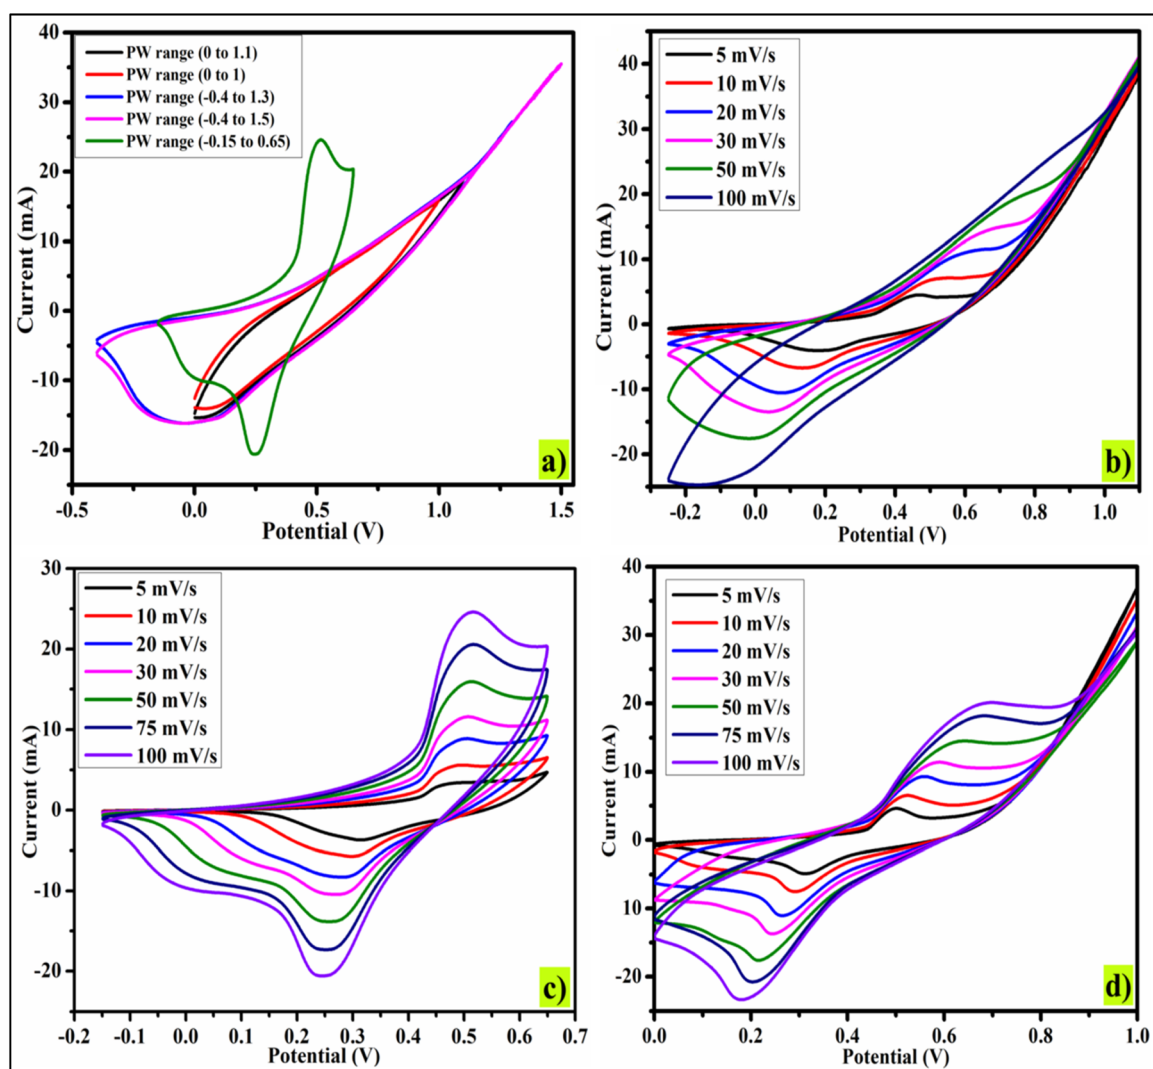 40
30
20
10
0
-10
-20
Current (mA)
PW range (0 to 1.1)
PW range (0 to 1)
PW range (-0.4 to 1.3)
PW range (-0.4 to 1.5)
PW range (-0.15 to 0.65)
a)
-0.5 0.0 0.5 1.0 1.5
Potential (V)
40
30
20
10
0
-10
-20
Current (mA)
5 mV/s
10 mV/s
20 mV/s
30 mV/s
50 mV/s
100 mV/s
b)
-0.2 0.0 0.2 0.4 0.6 0.8 1.0
Potential (V)
30
20
10
0
-10
-20
Current (mA)
5 mV/s
10 mV/s
20 mV/s
30 mV/s
50 mV/s
75 mV/s
100 mV/s
c)
-0.2 -0.1 0.0 0.1 0.2 0.3 0.4 0.5 0.6 0.7
Potential (V)
40
30
20
10
0
10
-20
Current (mA)
5 mV/s
10 mV/s
20 mV/s
30 mV/s
50 mV/s
75 mV/s
100 mV/s
d)
0.0 0.2 0.4 0.6 0.8 1.0
Potential (V)